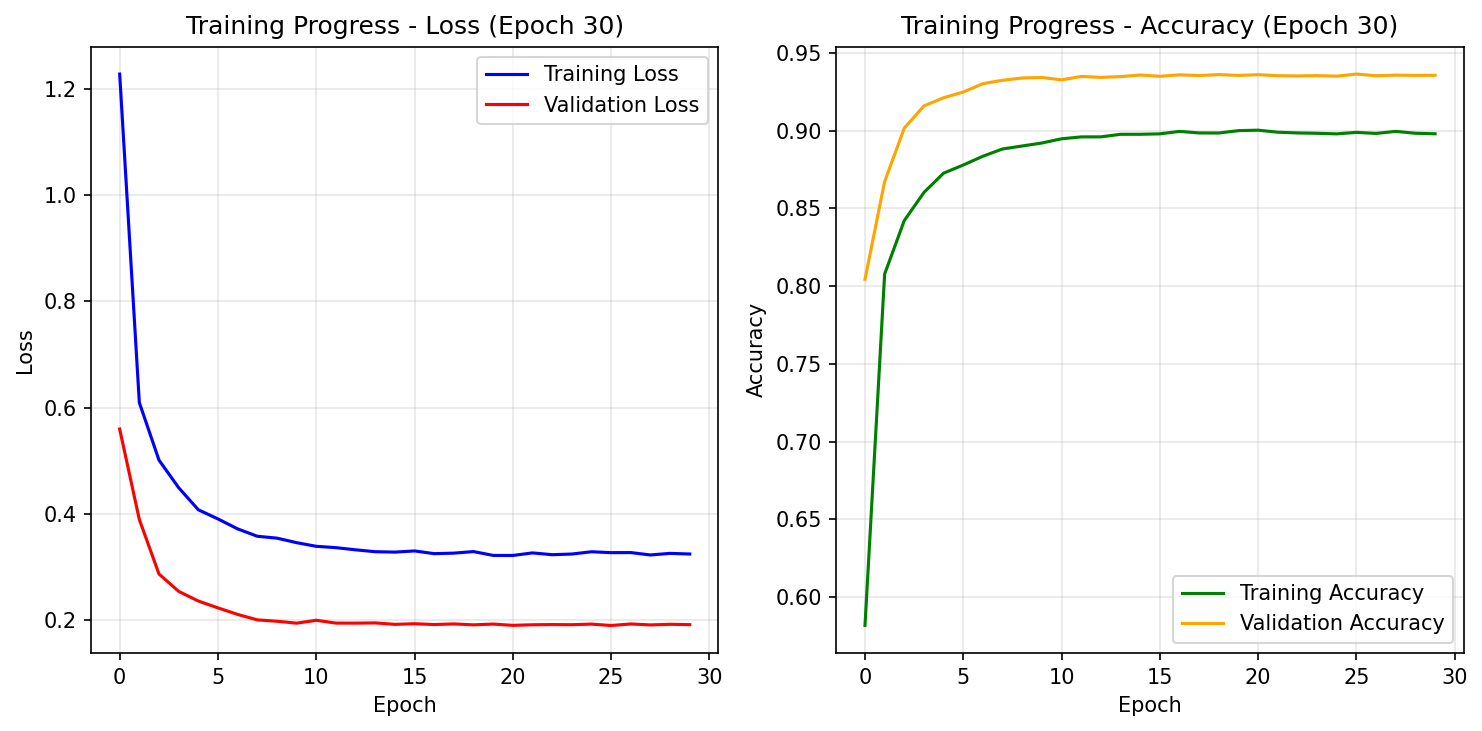 Training Progress - Loss (Epoch 30)
Training Loss
Validation Loss
1.2
1.0
0.8
0.6
0.4
0.2
Loss
0 5 10 15 20 25 30
Epoch
Training Progress - Accuracy (Epoch 30)
0.95
0.90
0.85
0.80
0.75
0.70
0.65
0.60
Accuracy
Training Accuracy
Validation Accuracy
0 5 10 15 20 25 30
Epoch